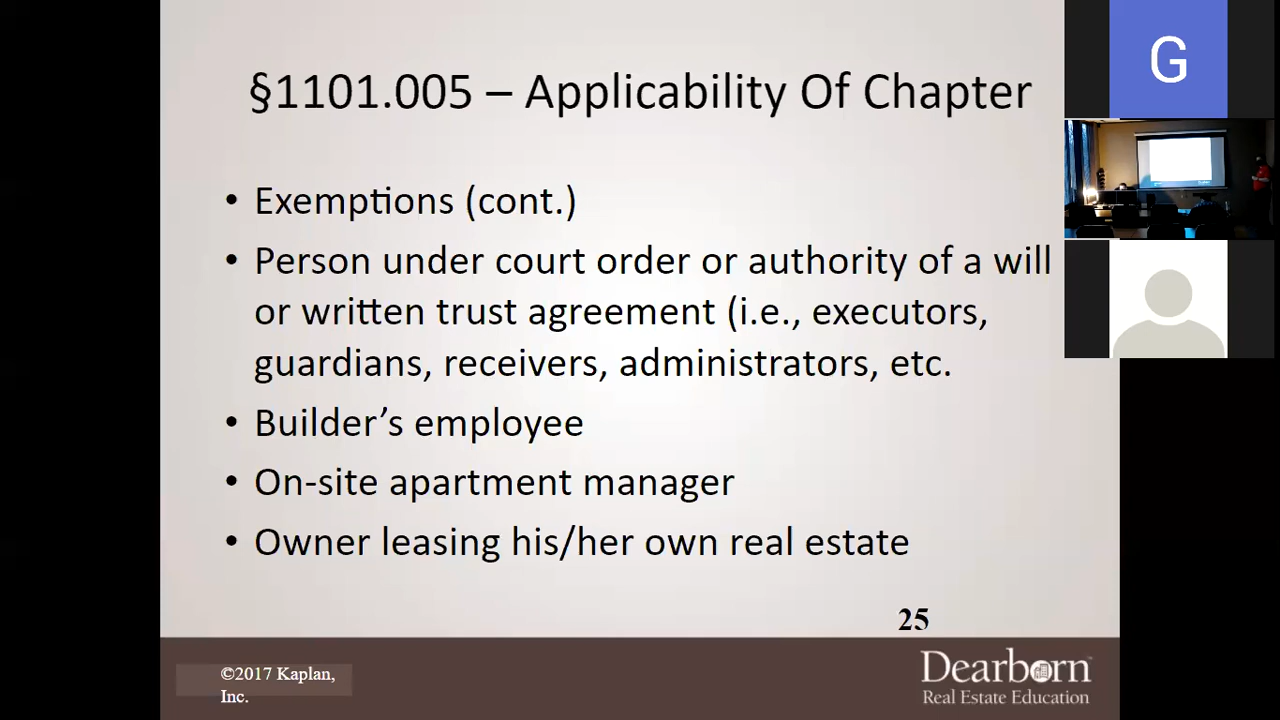 §1101.005 – Applicability Of Chapter
• Exemptions (cont.)
• Person under court order or authority of a will
or written trust agreement (i.e., executors,
guardians, receivers, administrators, etc.
• Builder’s employee
• On-site apartment manager
• Owner leasing his/her own real estate
25
©2017 Kaplan,
Inc.
Dearborn
Real Estate Education
G